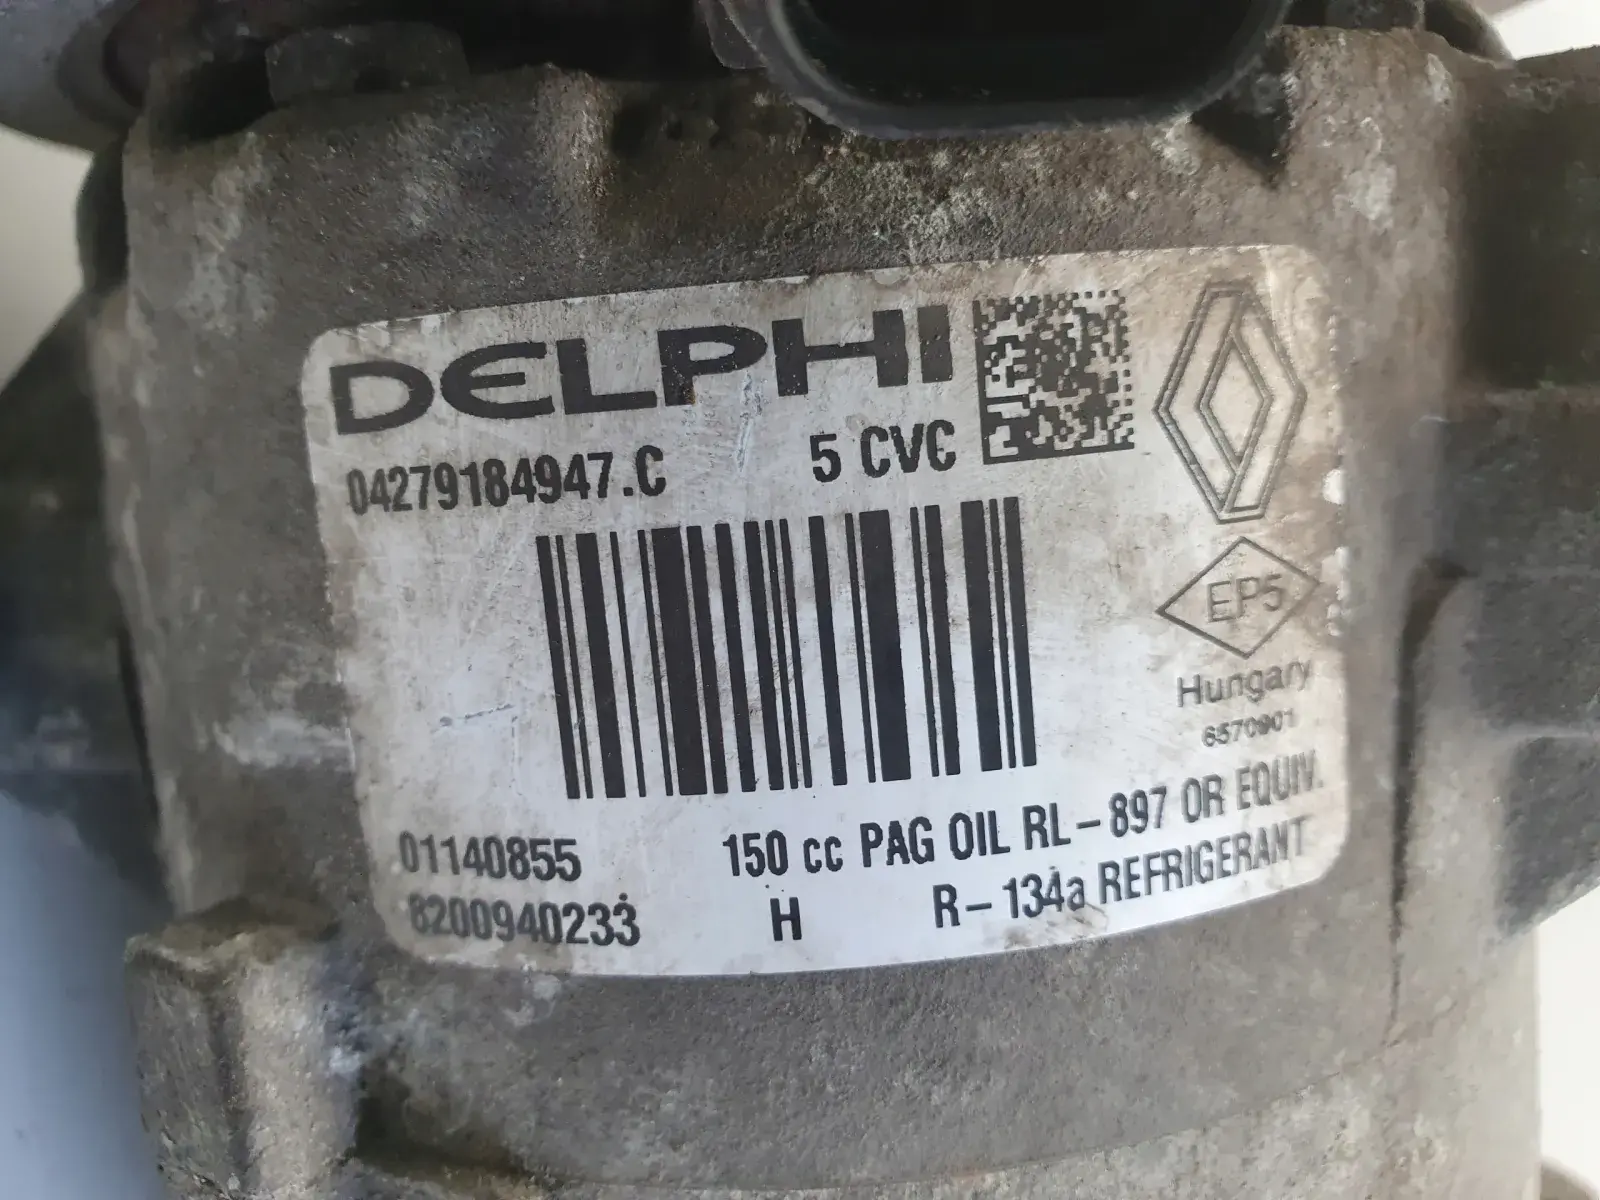 DELPHI
04279184947.C
5 CVC
EP5
Hungary
6570901
01140855
150 cc PAG OIL RL-897 OR EQUIV.
8200940233
H
R-134a REFRIGERANT